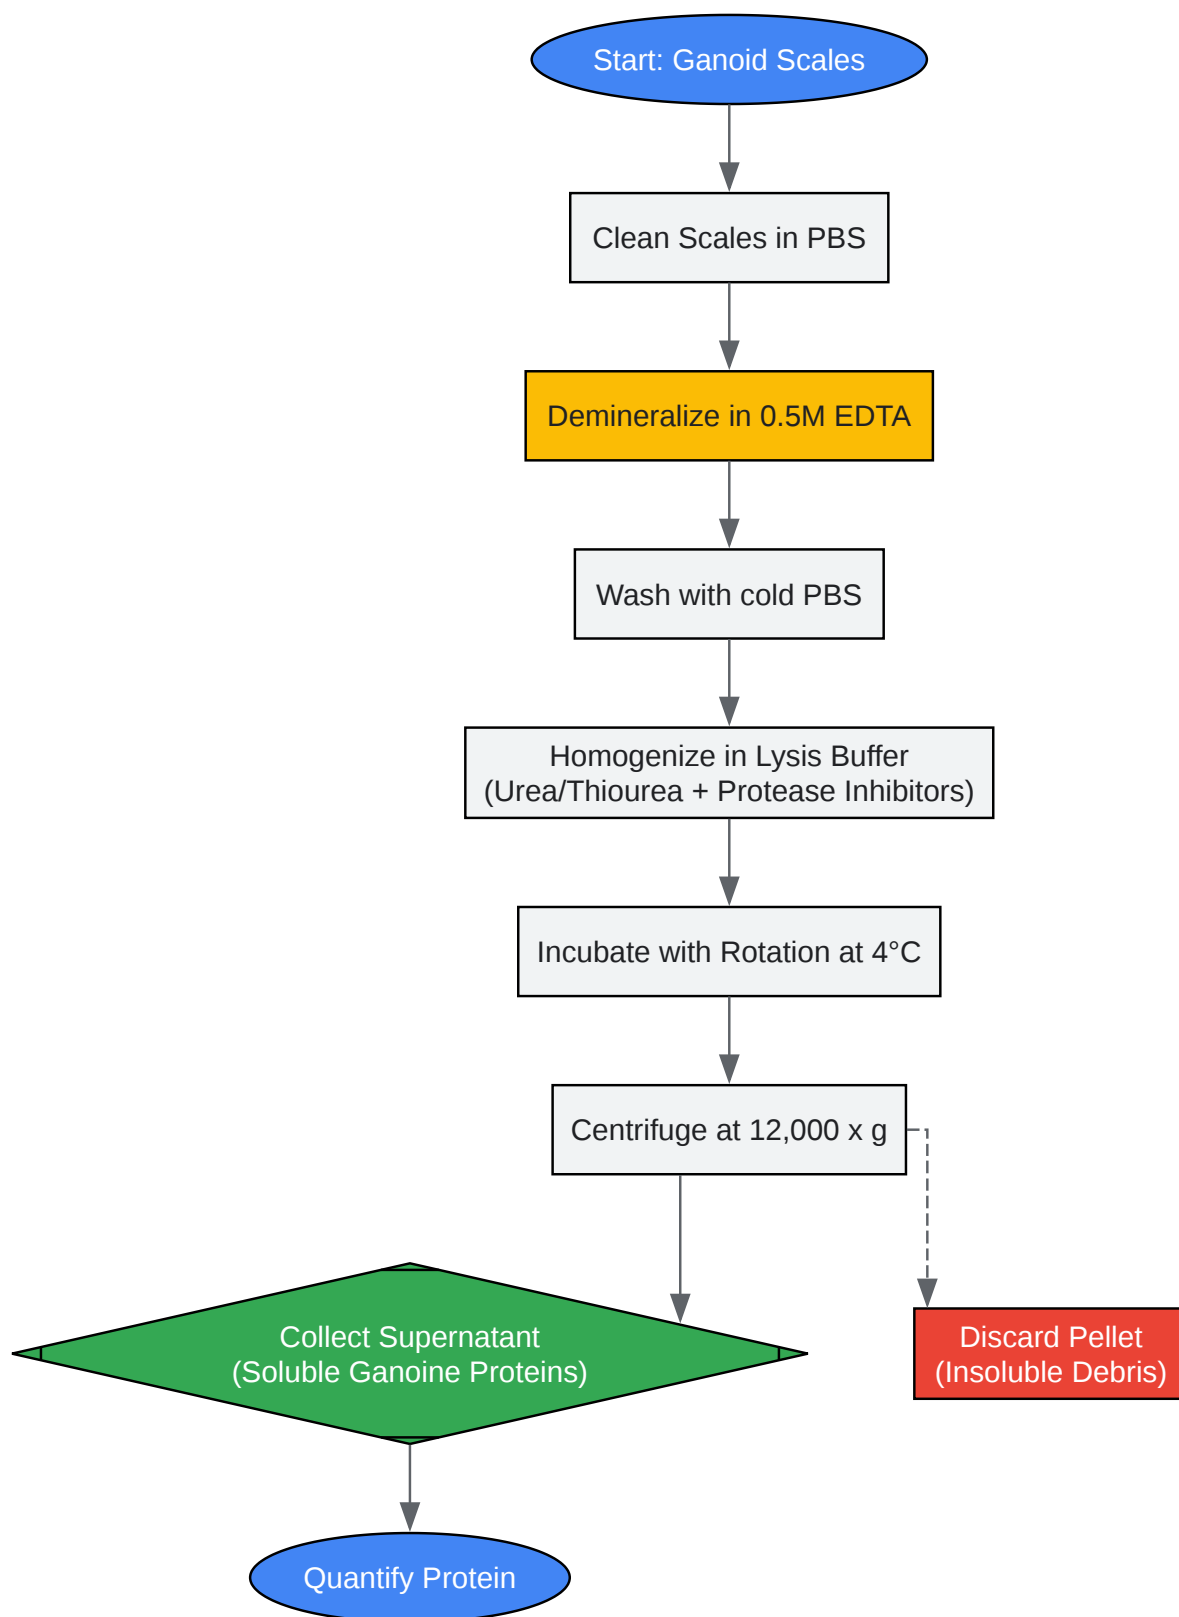 Start: Ganoid Scales
Clean Scales in PBS
Demineralize in 0.5M EDTA
Wash with cold PBS
Homogenize in Lysis Buffer
(Urea/Thiourea + Protease Inhibitors)
Incubate with Rotation at 4°C
Centrifuge at 12,000 x g
Collect Supernatant
(Soluble Ganoine Proteins)
Discard Pellet
(Insoluble Debris)
Quantify Protein